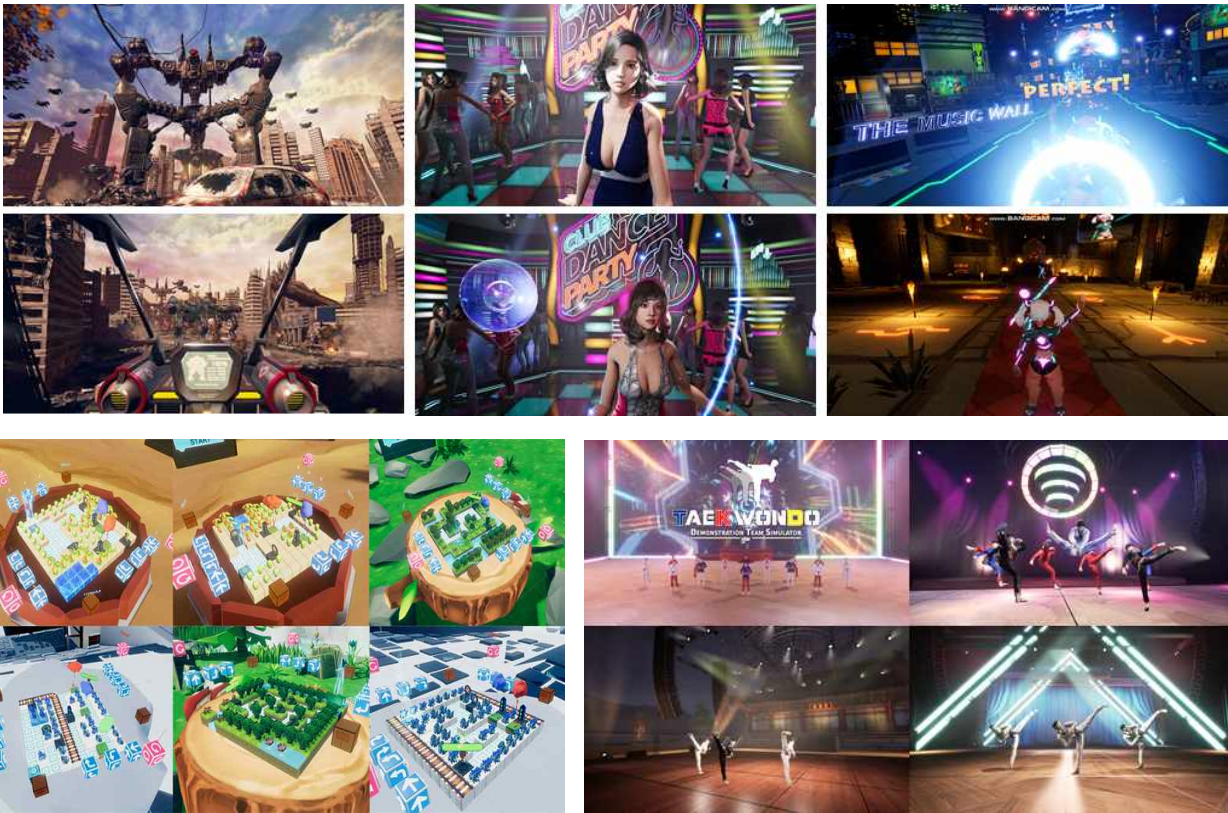 CLUB
DANCE
PARTY
WWW.BANDICAM.COM
PERFECT!
THE MUSIC WALL
CLUB
DANCE
PARTY
WWW.BANDICAM.COM
START
TAEKWONDO
DEMONSTRATION TEAM SIMULATOR